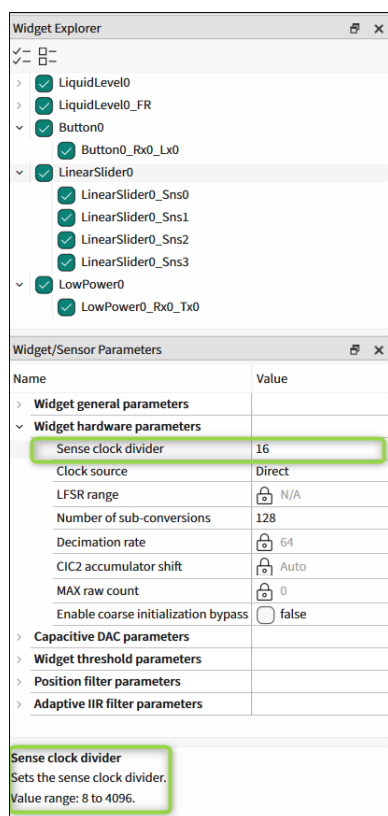 Widget Explorer
LiquidLevel0
LiquidLevel0_FR
Button0
Button0_Rx0_Lx0
LinearSlider0
LinearSlider0_Sns0
LinearSlider0_Sns1
LinearSlider0_Sns2
LinearSlider0_Sns3
LowPower0
LowPower0_Rx0_Tx0
Widget/Sensor Parameters
Name Value
Widget general parameters
Widget hardware parameters
Sense clock divider 16
Clock source Direct
LFSR range N/A
Number of sub-conversions 128
Decimation rate 64
CIC2 accumulator shift Auto
MAX raw count 0
Enable coarse initialization bypass false
Capacitive DAC parameters
Widget threshold parameters
Position filter parameters
Adaptive IIR filter parameters
Sense clock divider
Sets the sense clock divider.
Value range: 8 to 4096.